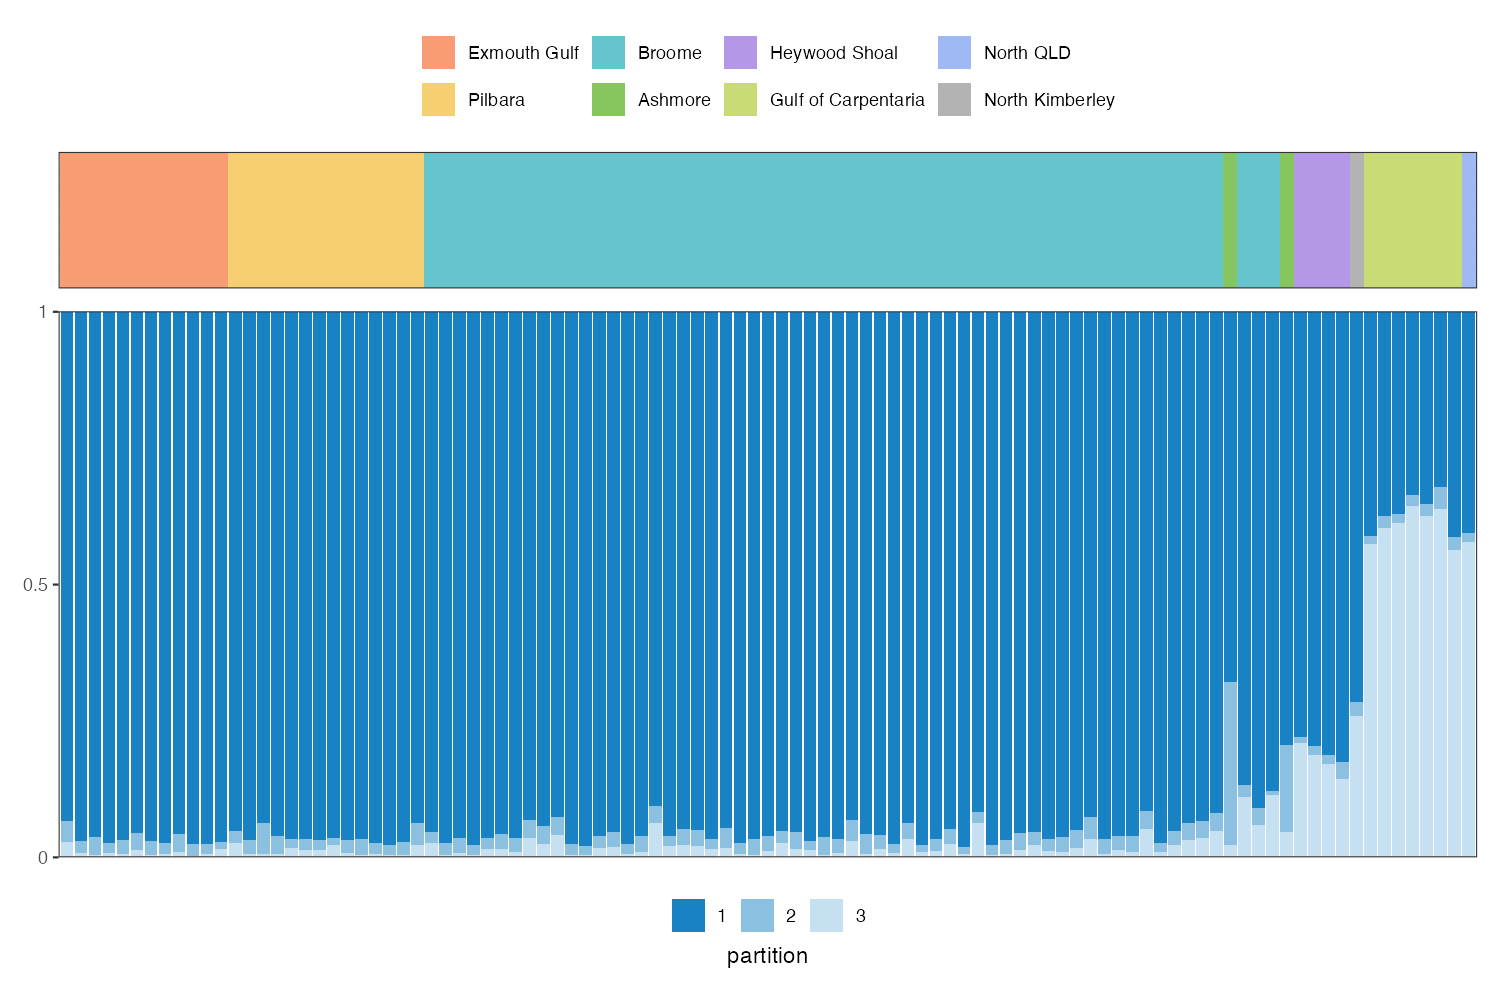 Exmouth Gulf Broome Heywood Shoal North QLD
Pilbara Ashmore Gulf of Carpentaria North Kimberley
1
0.5
0
1 2 3
partition